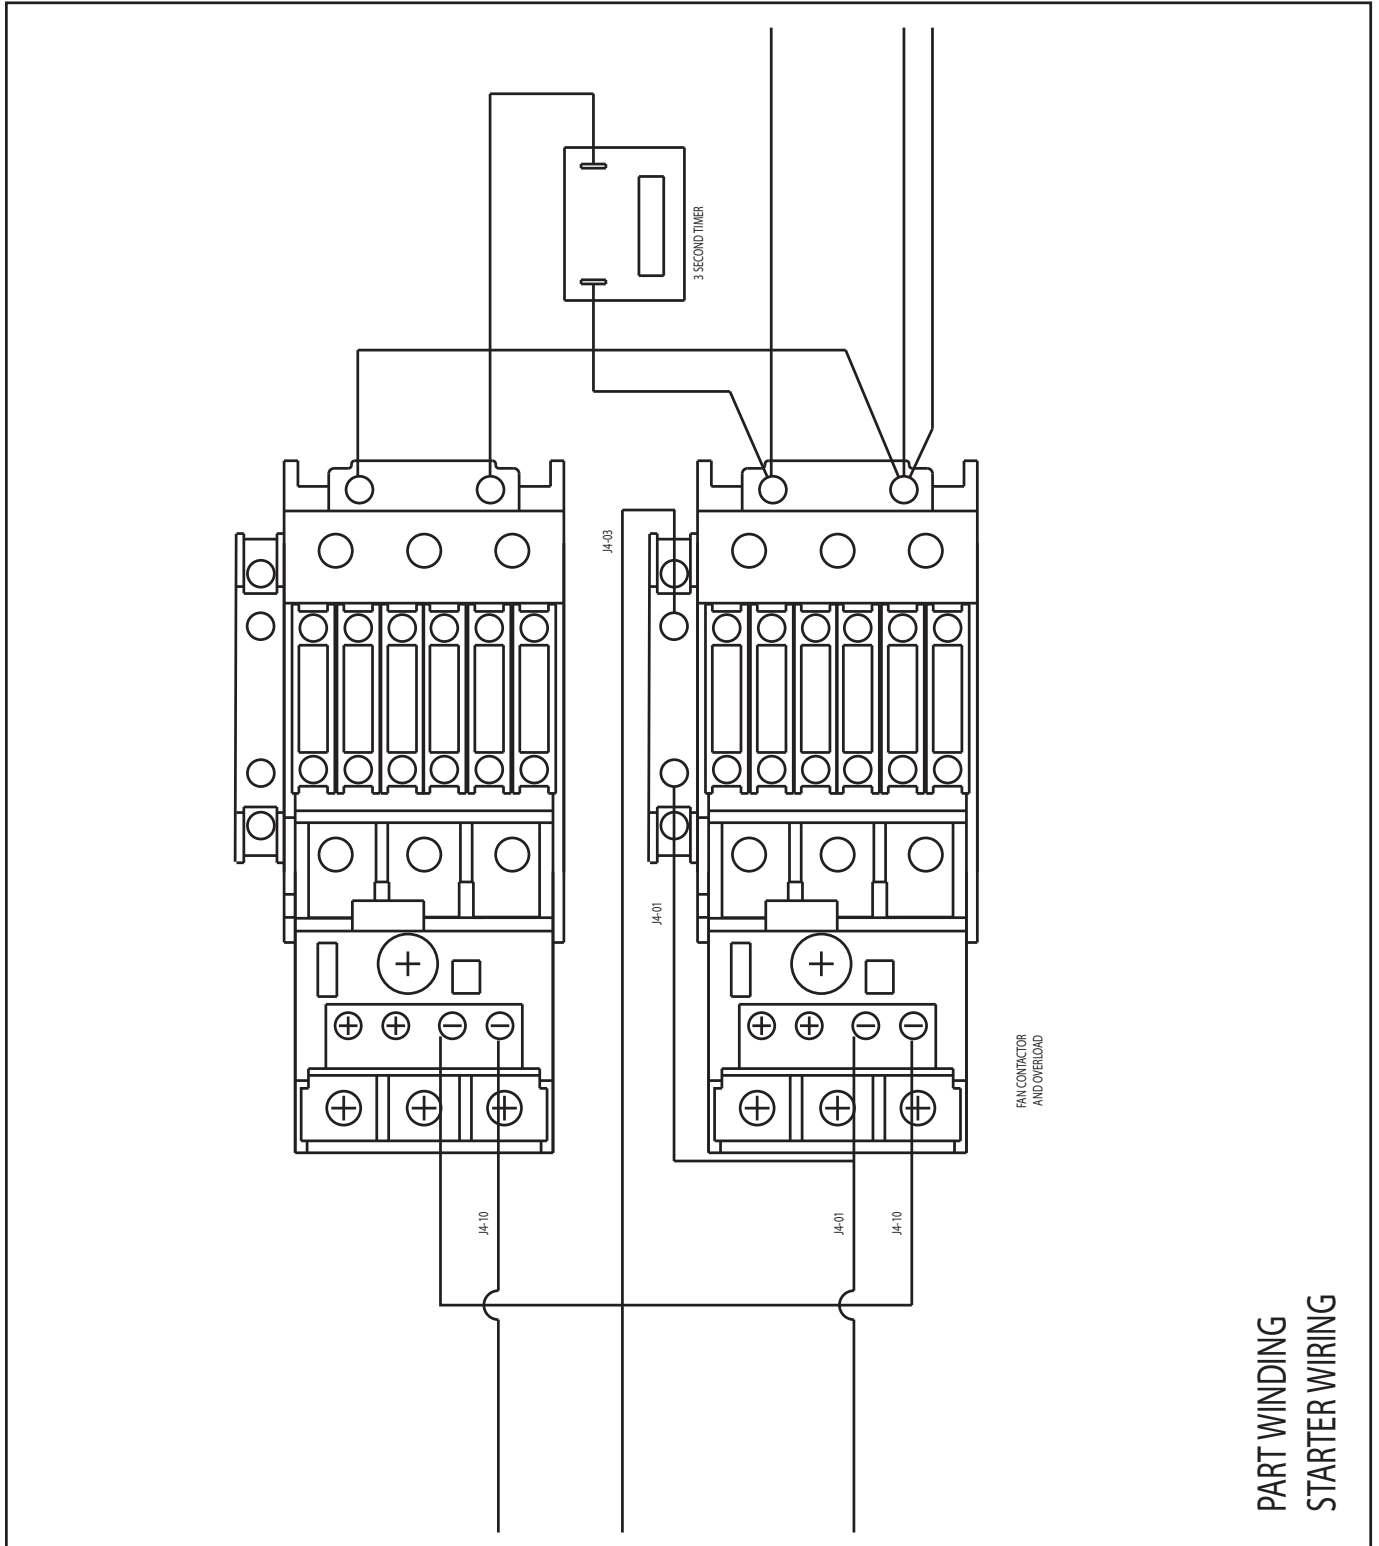 3 SECOND TIMER
J4-03
J4-01
FAN CONTACTOR
AND OVERLOAD
J4-10
J4-01
J4-10
PART WINDING
STARTER WIRING